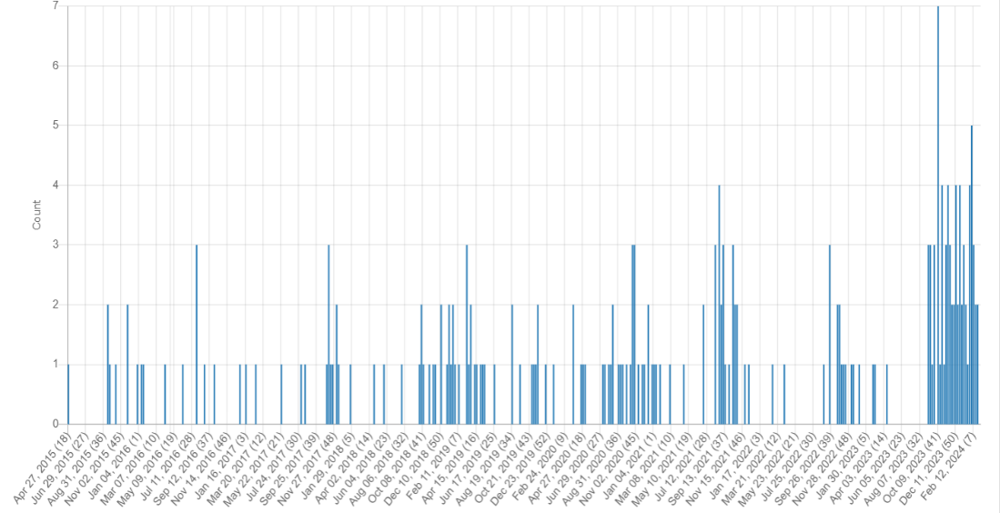 7
6
5
4
3
2
1
0
Count
Apr 27, 2015 (18)
Jun 29, 2015 (27)
Aug 31, 2015 (36)
Nov 02, 2015 (45)
Jan 04, 2016 (1)
Mar 07, 2016 (10)
May 09, 2016 (19)
Jul 11, 2016 (28)
Sep 12, 2016 (37)
Nov 14, 2016 (46)
Jan 16, 2017 (3)
Mar 20, 2017 (12)
May 22, 2017 (21)
Jul 24, 2017 (30)
Sep 25, 2017 (39)
Nov 27, 2017 (48)
Jan 29, 2018 (5)
Apr 02, 2018 (14)
Jun 04, 2018 (23)
Aug 06, 2018 (32)
Oct 08, 2018 (41)
Dec 10, 2018 (50)
Feb 11, 2019 (7)
Apr 15, 2019 (16)
Jun 17, 2019 (25)
Aug 19, 2019 (34)
Oct 21, 2019 (43)
Dec 23, 2019 (52)
Feb 24, 2020 (9)
Apr 27, 2020 (18)
Jun 29, 2020 (27)
Aug 31, 2020 (36)
Nov 02, 2020 (45)
Jan 04, 2021 (1)
Mar 08, 2021 (10)
May 10, 2021 (19)
Jul 12, 2021 (28)
Sep 13, 2021 (37)
Nov 15, 2021 (46)
Jan 17, 2022 (3)
Mar 21, 2022 (12)
May 23, 2022 (21)
Jul 25, 2022 (30)
Sep 26, 2022 (39)
Nov 28, 2022 (48)
Jan 30, 2023 (5)
Apr 03, 2023 (14)
Jun 05, 2023 (23)
Aug 07, 2023 (32)
Oct 09, 2023 (41)
Dec 11, 2023 (50)
Feb 12, 2024 (7)